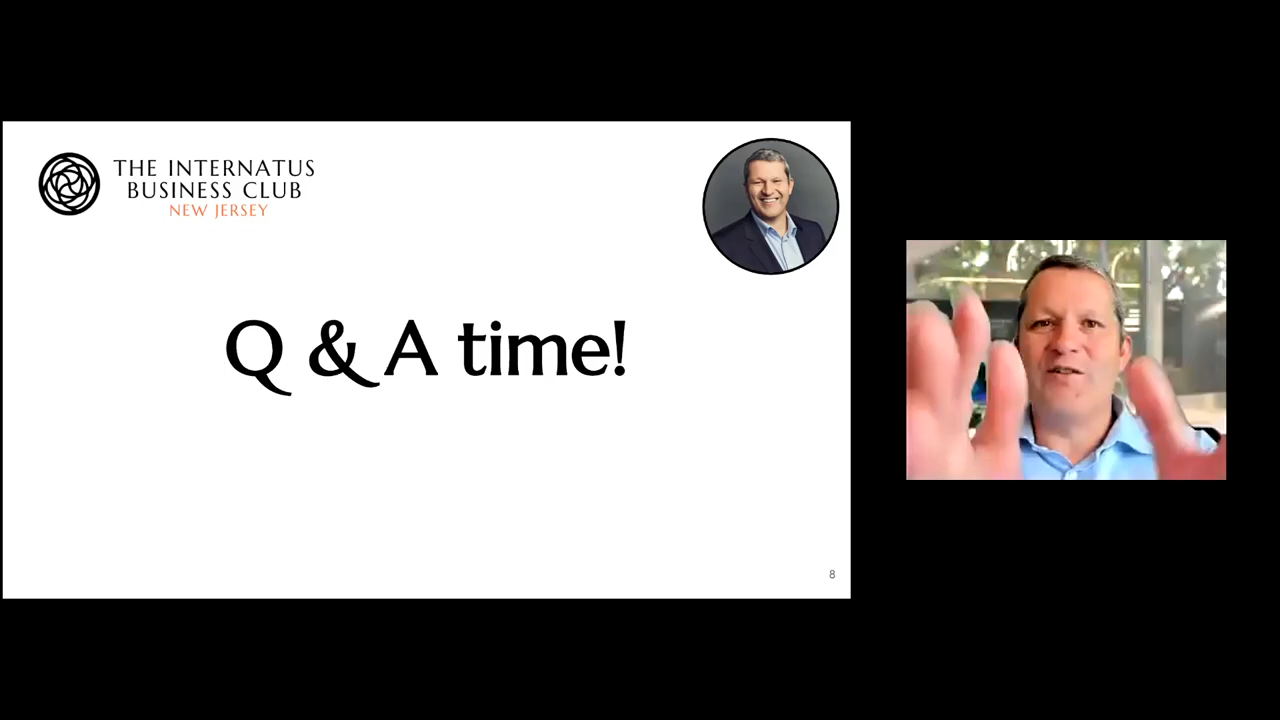 THE INTERNATUS
BUSINESS CLUB
NEW JERSEY
Q & A time!
8